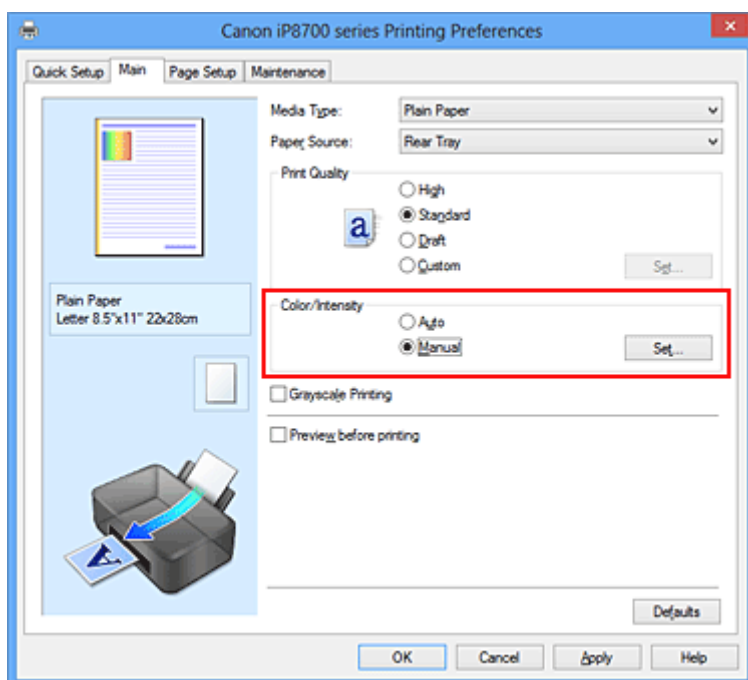 Canon iP8700 series Printing Preferences
Quick Setup Main Page Setup Maintenance
Media Type: Plain Paper
Paper Source: Rear Tray
Print Quality
High
a
Standard
Draft
Custom Set...
Plain Paper
Letter 8.5"x11" 22x28cm
Color/Intensity
Auto
Manual Set...
Grayscale Printing
Preview before printing
A
Defaults
OK Cancel Apply Help